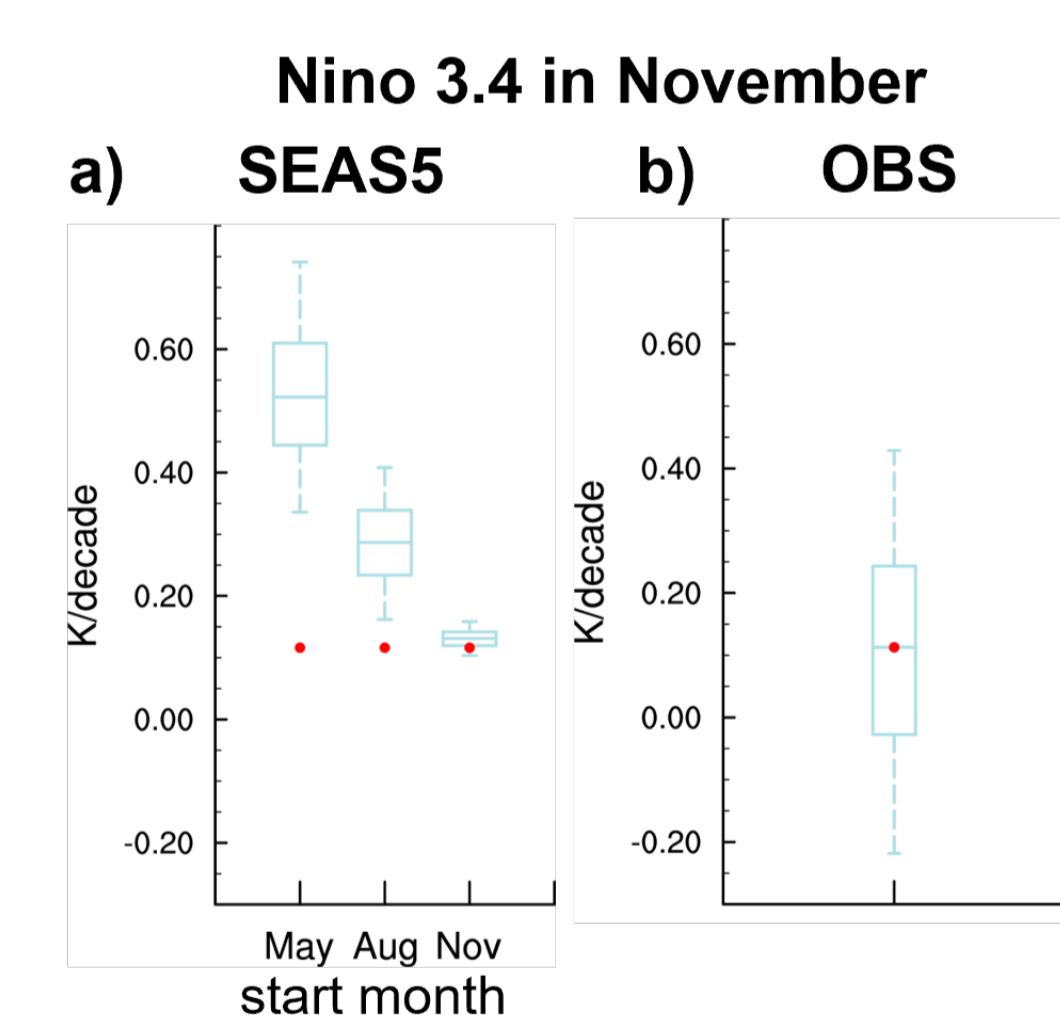 Nino 3.4 in November
a) SEAS5
b) OBS
K/decade
0.60
0.40
0.20
0.00
-0.20
May Aug Nov
start month
K/decade
0.60
0.40
0.20
0.00
-0.20